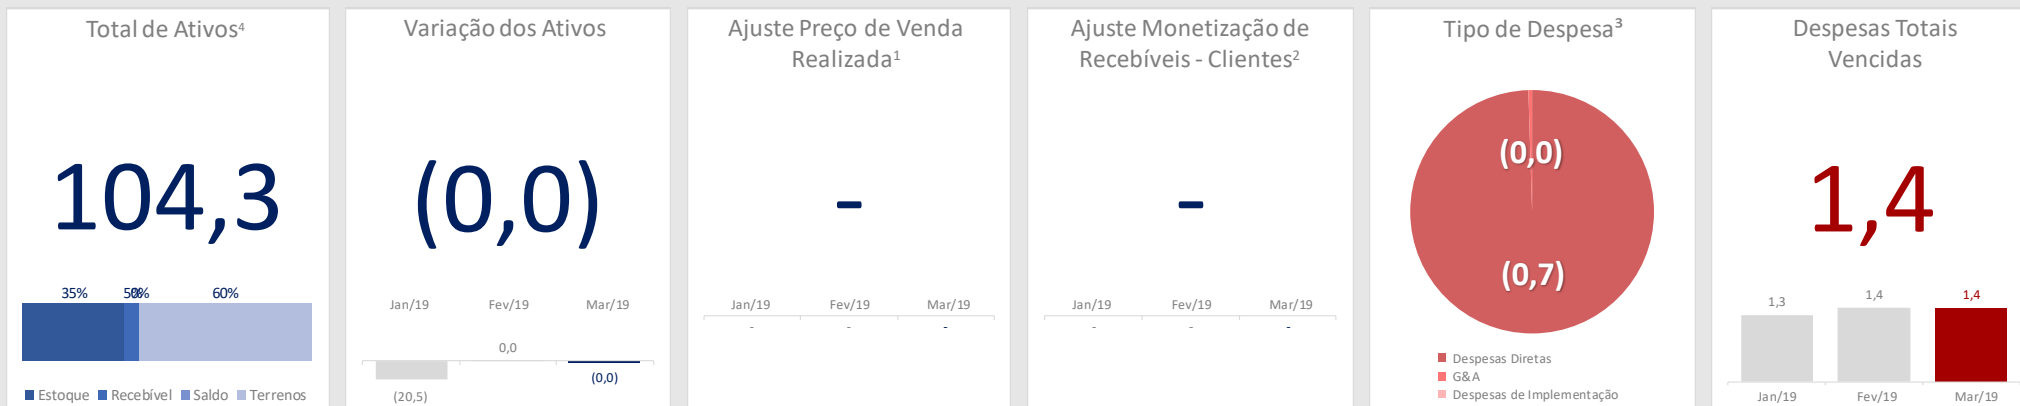 Total de Ativos⁴
104,3
35%
5%
0%
60%
Estoque
Recebível
Saldo
Terrenos
Variação dos Ativos
(0,0)
Jan/19
Fev/19
Mar/19
0,0
(0,0)
(20,5)
Ajuste Preço de Venda
Realizada¹
-
Jan/19
Fev/19
Mar/19
-
-
-
Ajuste Monetização de
Recebíveis - Clientes²
-
Jan/19
Fev/19
Mar/19
-
-
-
Tipo de Despesa³
(0,0)
(0,7)
Despesas Diretas
G&A
Despesas de Implementação
Despesas Totais
Vencidas
1,4
1,3
1,4
1,4
Jan/19
Fev/19
Mar/19